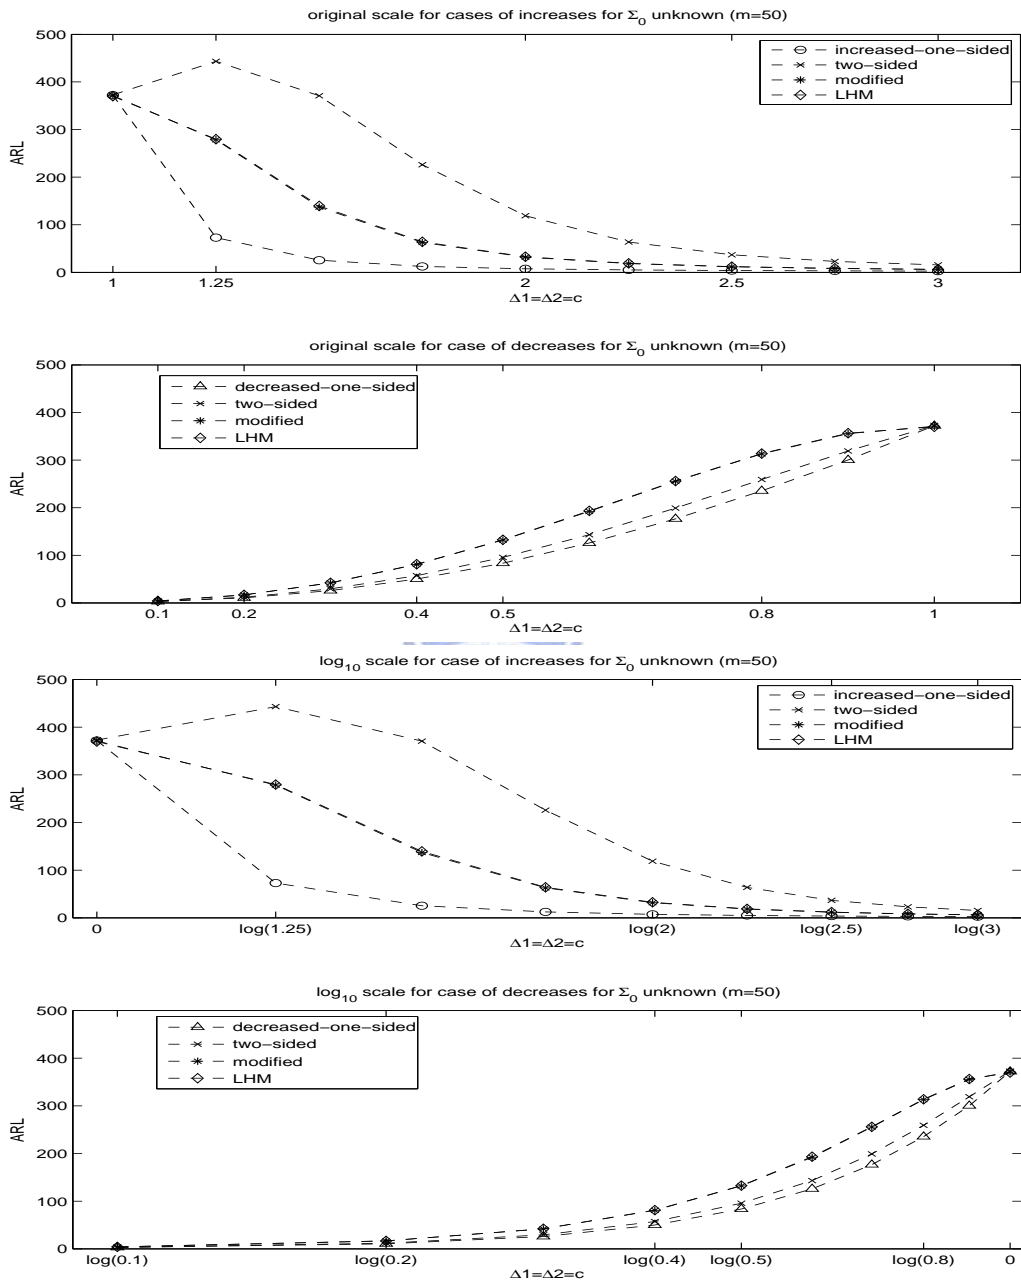 original scale for cases of increases for Σ0 unknown (m=50)
500
400
300
200
100
0
ARL
increased−one−sided
two−sided
modified
LHM
1
1.25
2
2.5
3
Δ1=Δ2=c
original scale for case of decreases for Σ0 unknown (m=50)
500
400
300
200
100
0
ARL
decreased−one−sided
two−sided
modified
LHM
0.1
0.2
0.4
0.5
0.8
1
Δ1=Δ2=c
log10 scale for case of increases for Σ0 unknown (m=50)
500
400
300
200
100
0
ARL
increased−one−sided
two−sided
modified
LHM
0
log(1.25)
log(2)
log(2.5)
log(3)
Δ1=Δ2=c
log10 scale for case of decreases for Σ0 unknown (m=50)
500
400
300
200
100
0
ARL
decreased−one−sided
two−sided
modified
LHM
log(0.1)
log(0.2)
log(0.4)
log(0.5)
log(0.8)
0
Δ1=Δ2=c